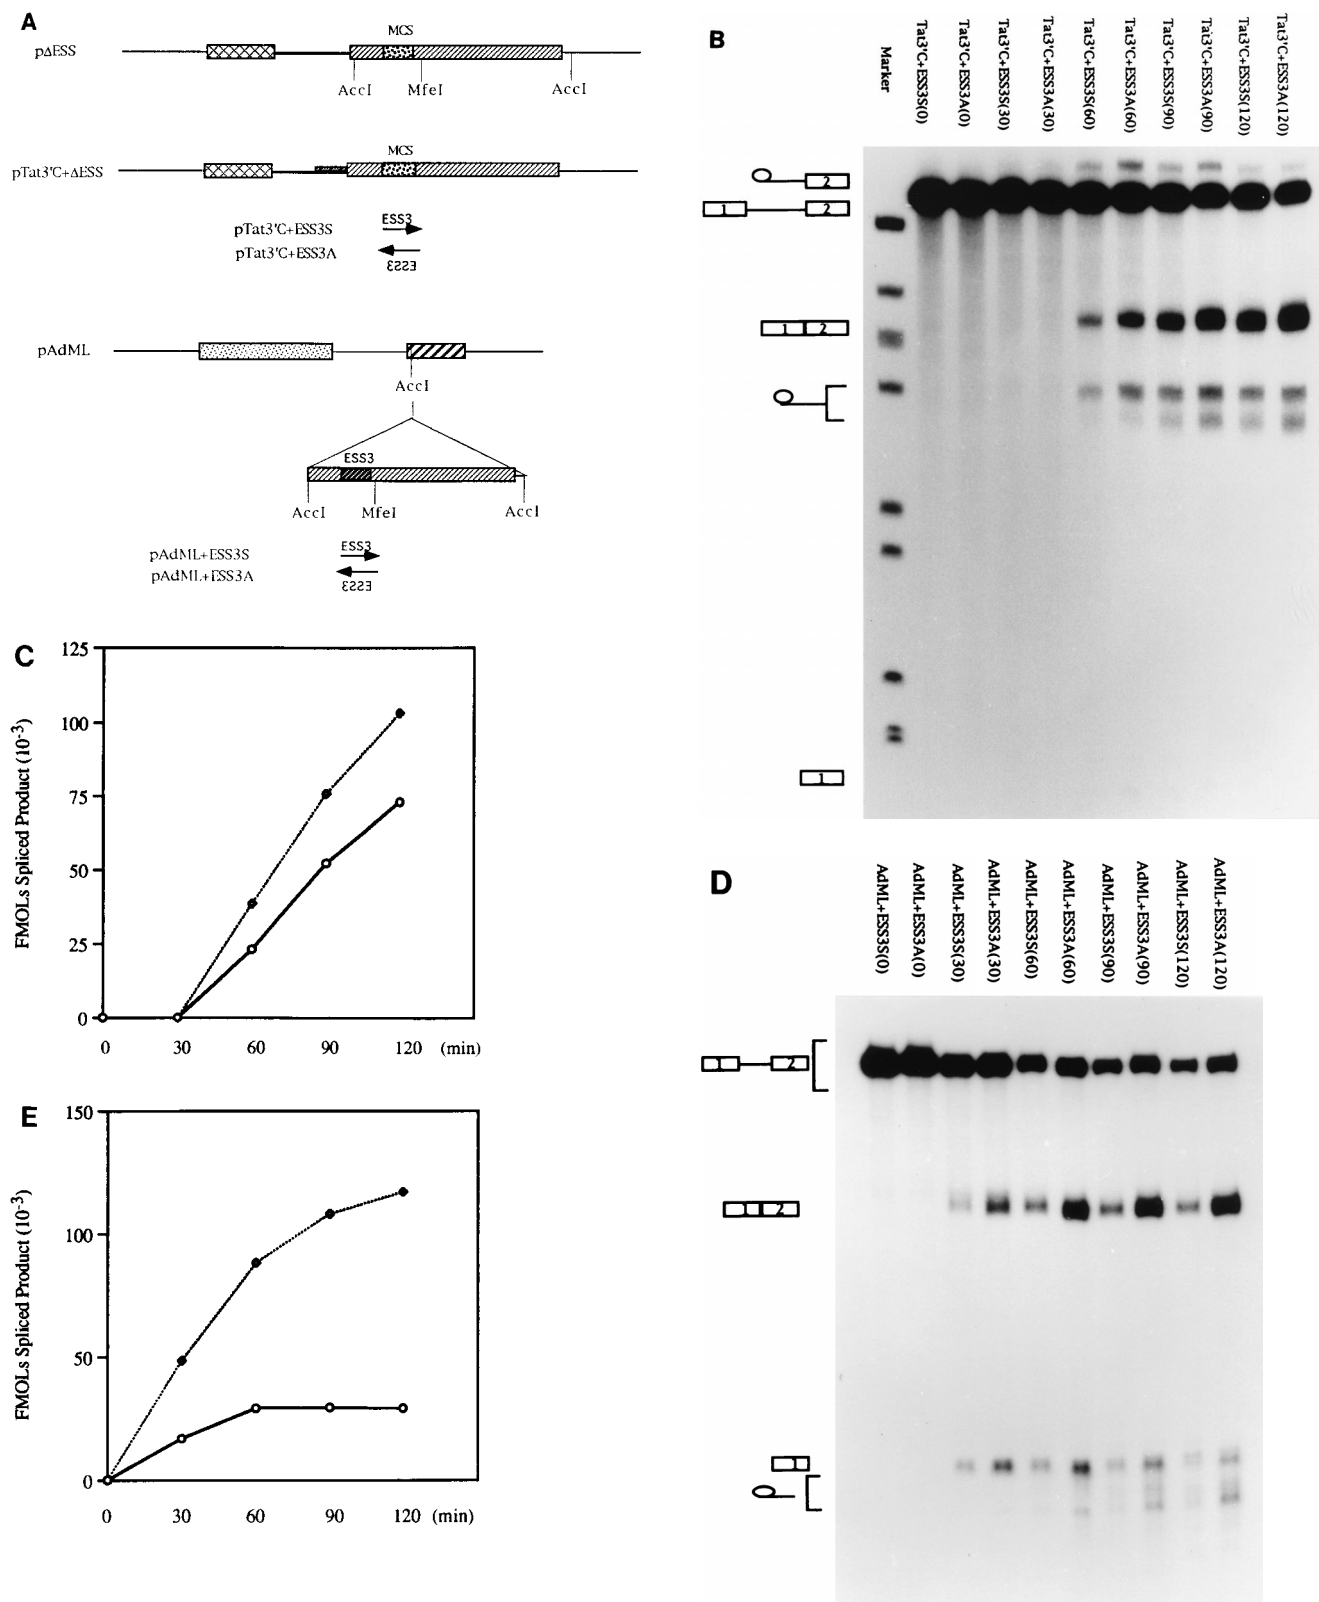 A
MCS
pΔESS
AccI MfeI AccI
MCS
pTat3'C+ΔESS
ESS3
pTat3'C+ESS3S
pTat3'C+ESS3A
ESS3
pAdML
AccI
ESS3
AccI MfeI AccI
ESS3
pAdML+ESS3S
pAdML+ESS3A
ESS3
B
Marker
Tat3'C+ESS3S(0)
Tat3'C+ESS3A(0)
Tat3'C+ESS3S(30)
Tat3'C+ESS3A(30)
Tat3'C+ESS3S(60)
Tat3'C+ESS3A(60)
Tat3'C+ESS3S(90)
Tat3'C+ESS3A(90)
Tat3'C+ESS3S(120)
Tat3'C+ESS3A(120)
2
1 2
1 2
1
C
FMOLs Spliced Product (10-3)
125
100
75
50
25
0
0 30 60 90 120 (min)
D
AdML+ESS3S(0)
AdML+ESS3A(0)
AdML+ESS3S(30)
AdML+ESS3A(30)
AdML+ESS3S(60)
AdML+ESS3A(60)
AdML+ESS3S(90)
AdML+ESS3A(90)
AdML+ESS3S(120)
AdML+ESS3A(120)
1 2
1 2
1
E
FMOLs Spliced Product (10-3)
150
100
50
0
0 30 60 90 120 (min)